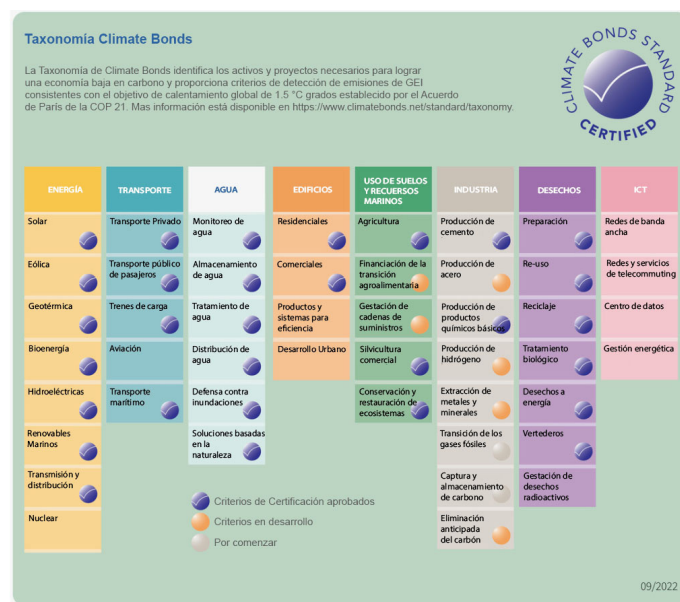 Taxonomía Climate Bonds
La Taxonomía de Climate Bonds identifica los activos y proyectos necesarios para lograr
una economía baja en carbono y proporciona criterios de detección de emisiones de GEI
consistentes con el objetivo de calentamiento global de 1.5 °C grados establecido por el Acuerdo
de París de la COP 21. Mas información está disponible en https://www.climatebonds.net/standard/taxonomy.
CLIMATE BONDS STANDARD
CERTIFIED
ENERGÍA
Solar
Eólica
Geotérmica
Bioenergía
Hidroeléctricas
Renovables
Marinos
Transmisión y
distribución
Nuclear
TRANSPORTE
Transporte Privado
Transporte público
de pasajeros
Trenes de carga
Aviación
Transporte
marítimo
AGUA
Monitoreo de
agua
Almacenamiento
de agua
Tratamiento de
agua
Distribución de
agua
Defensa contra
inundaciones
Soluciones basadas
en la
naturaleza
EDIFICIOS
Residenciales
Comerciales
Productos y
sistemas para
eficiencia
Desarrollo Urbano
USO DE SUELOS
Y RECUERSOS
MARINOS
Agricultura
Financiación de la
transición
agroalimentaria
Gestación de
cadenas de
suministros
Silvicultura
comercial
Conservación y
restauración de
ecosistemas
INDUSTRIA
Producción de
cemento
Producción de
acero
Producción de
productos
químicos básicos
Producción de
hidrógeno
Extracción de
metales y
minerales
Transición de los
gases fósiles
Captura y
almacenamiento
de carbono
Eliminación
anticipada
del carbón
DESECHOS
Preparación
Re-uso
Reciclaje
Tratamiento
biológico
Desechos a
energía
Vertederos
Gestación de
desechos
radioactivos
ICT
Redes de banda
ancha
Redes y servicios
de telecommuting
Centro de datos
Gestión energética
Criterios de Certificación aprobados
Criterios en desarrollo
Por comenzar
09/2022